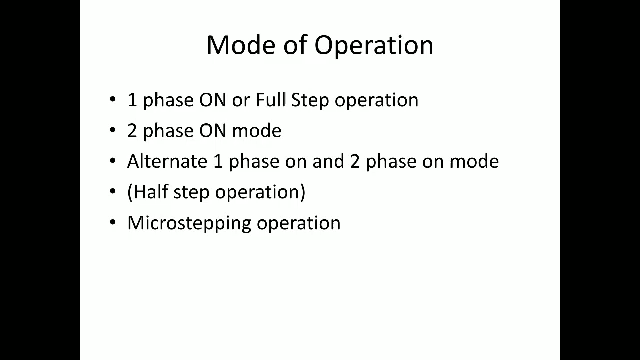 Mode of Operation
• 1 phase ON or Full Step operation
• 2 phase ON mode
• Alternate 1 phase on and 2 phase on mode
• (Half step operation)
• Microstepping operation